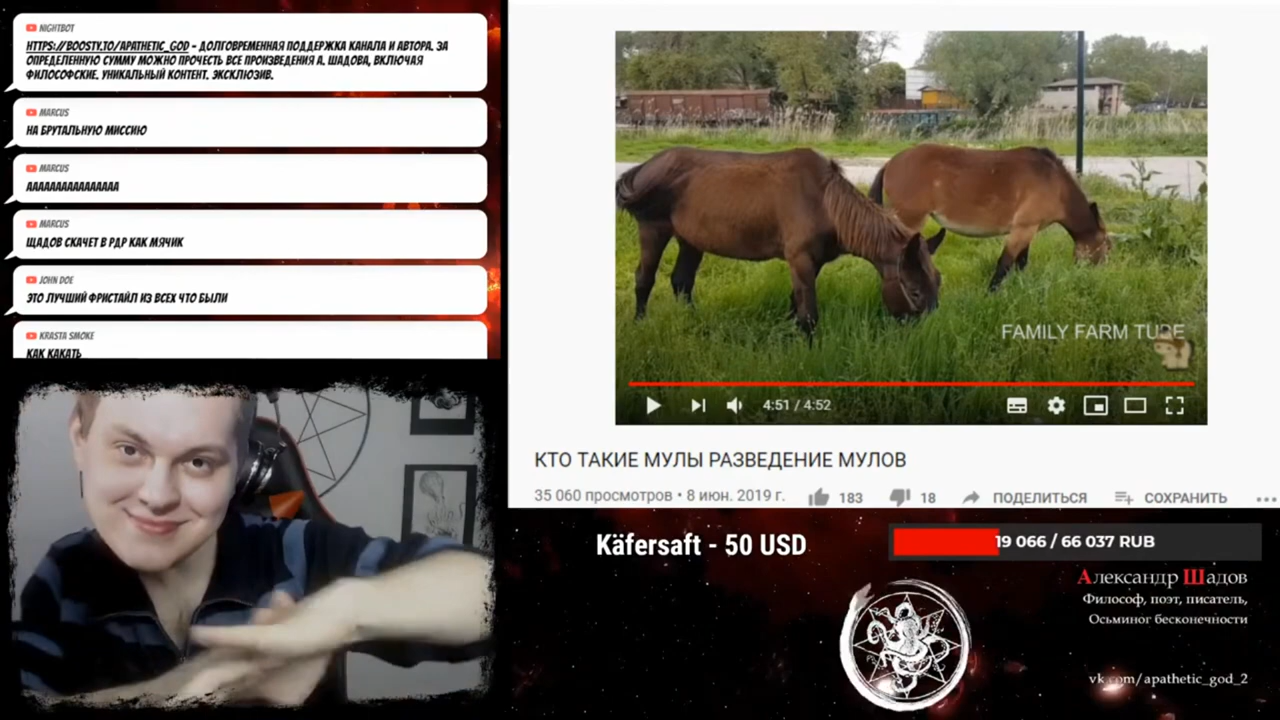 NIGHTBOT
HTTPS://BOOSTY.TO/APATHETIC_GOD - ДОЛГОВРЕМЕННАЯ ПОДДЕРЖКА КАНАЛА И АВТОРА. ЗА
ОПРЕДЕЛЕННУЮ СУММУ МОЖНО ПРОЧЕСТЬ ВСЕ ПРОИЗВЕДЕНИЯ А. ШАДОВА, ВКЛЮЧАЯ
ФИЛОСОФСКИЕ. УНИКАЛЬНЫЙ КОНТЕНТ. ЭКСКЛЮЗИВ.
MARCUS
НА БРУТАЛЬНУЮ МИССИЮ
MARCUS
АААААААААААААААА
MARCUS
ЩАДОВ СКАЧЕТ В РДР КАК МЯЧИК
JOHN DOE
ЭТО ЛУЧШИЙ ФРИСТАЙЛ ИЗ ВСЕХ ЧТО БЫЛИ
KRASTA SMOKE
КАК КАКАТЬ
FAMILY FARM TUBE
4:51 / 4:52
КТО ТАКИЕ МУЛЫ РАЗВЕДЕНИЕ МУЛОВ
35 060 просмотров • 8 июн. 2019 г. 183 18 ПОДЕЛИТЬСЯ СОХРАНИТЬ
Käfersaft - 50 USD
19 066 / 66 037 RUB
Александр Шадов
Философ, поэт, писатель,
Осьминог бесконечности
vk.com/apathetic_god_2